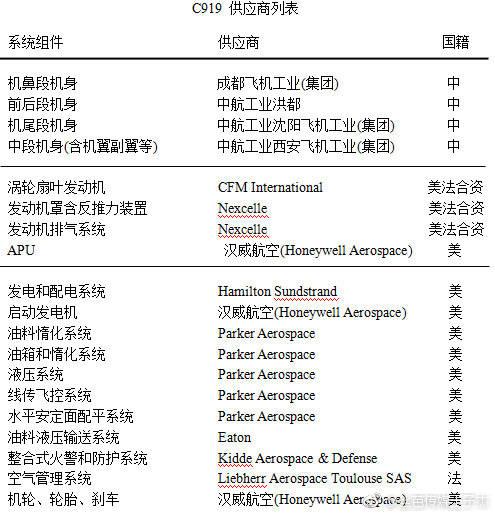 C919 供应商列表
系统组件 供应商 国籍
机鼻段机身 成都飞机工业(集团) 中
前后段机身 中航工业洪都 中
机尾段机身 中航工业沈阳飞机工业(集团) 中
中段机身(含机翼副翼等) 中航工业西安飞机工业(集团) 中
涡轮扇叶发动机 CFM International 美法合资
发动机罩含反推力装置 Nexcelle 美法合资
发动机排气系统 Nexcelle 美法合资
APU 汉威航空(Honeywell Aerospace) 美
发电和配电系统 Hamilton Sundstrand 美
启动发电机 汉威航空(Honeywell Aerospace) 美
油料惰化系统 Parker Aerospace 美
油箱和惰化系统 Parker Aerospace 美
液压系统 Parker Aerospace 美
线传飞控系统 Parker Aerospace 美
水平安定面配平系统 Parker Aerospace 美
油料液压输送系统 Eaton 美
整合式火警和防护系统 Kidde Aerospace & Defense 美
空气管理系统 Liebherr Aerospace Toulouse SAS 法
机轮、轮胎、刹车 汉威航空(Honeywell Aerospace) 美